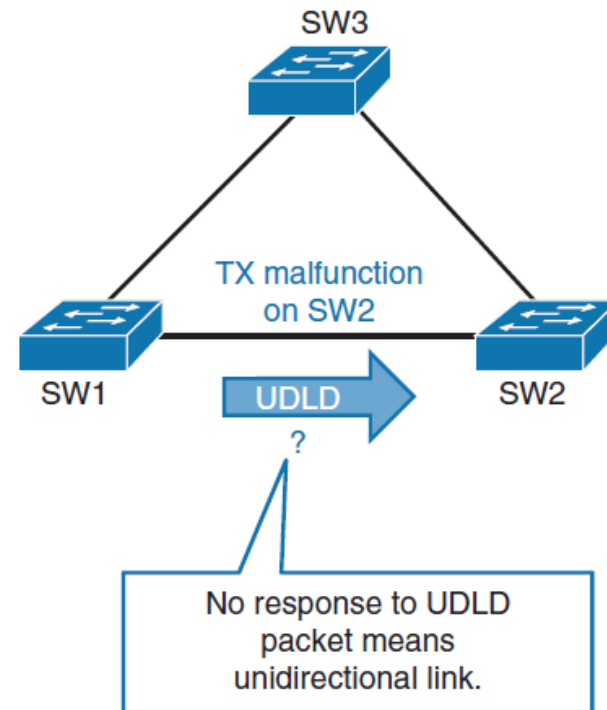 SW3
TX malfunction
on SW2
SW1
SW2
UDLD
?
No response to UDLD
packet means
unidirectional link.